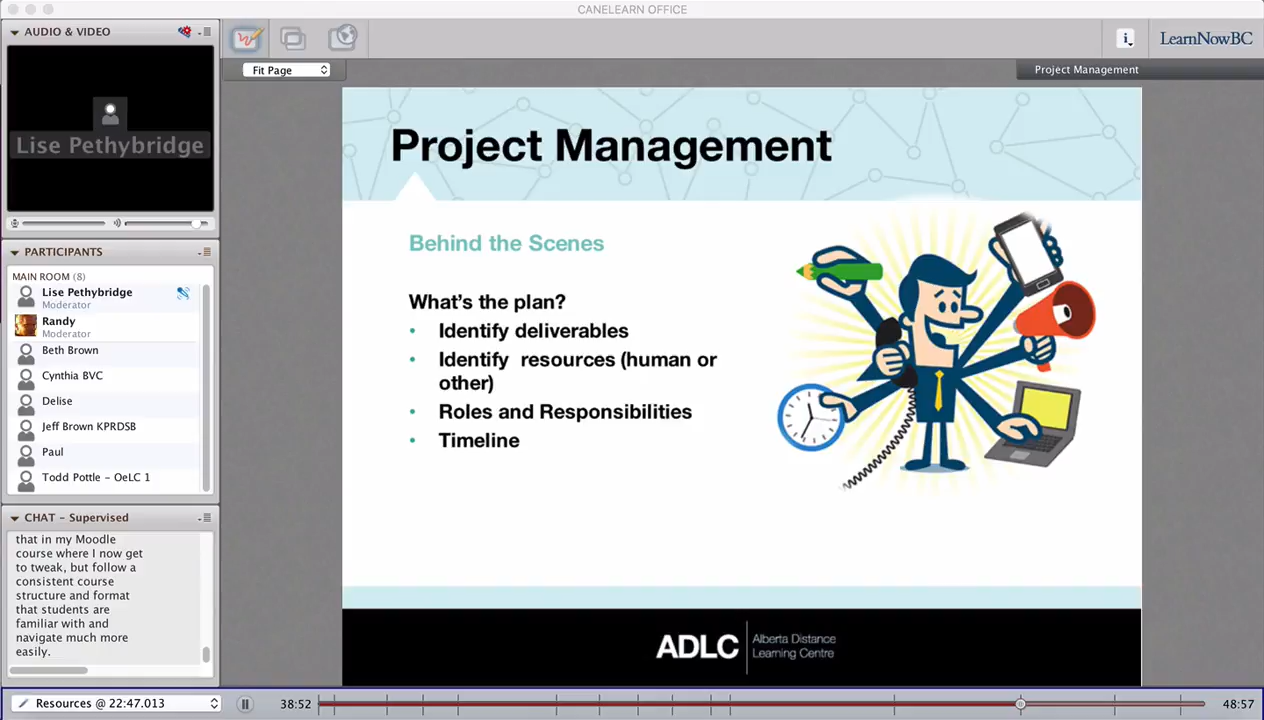 CANELEARN OFFICE
AUDIO & VIDEO
Lise Pethybridge
PARTICIPANTS
MAIN ROOM (8)
Lise Pethybridge
Moderator
Randy
Moderator
Beth Brown
Cynthia BVC
Delise
Jeff Brown KPRDSB
Paul
Todd Pottle - OeLC 1
CHAT - Supervised
that in my Moodle
course where I now get
to tweak, but follow a
consistent course
structure and format
that students are
familiar with and
navigate much more
easily.
i
LearnNowBC
Fit Page
Project Management
Project Management
Behind the Scenes
What's the plan?
• Identify deliverables
• Identify resources (human or
other)
• Roles and Responsibilities
• Timeline
ADLC
Alberta Distance
Learning Centre
Resources @ 22:47.013
38:52
48:57